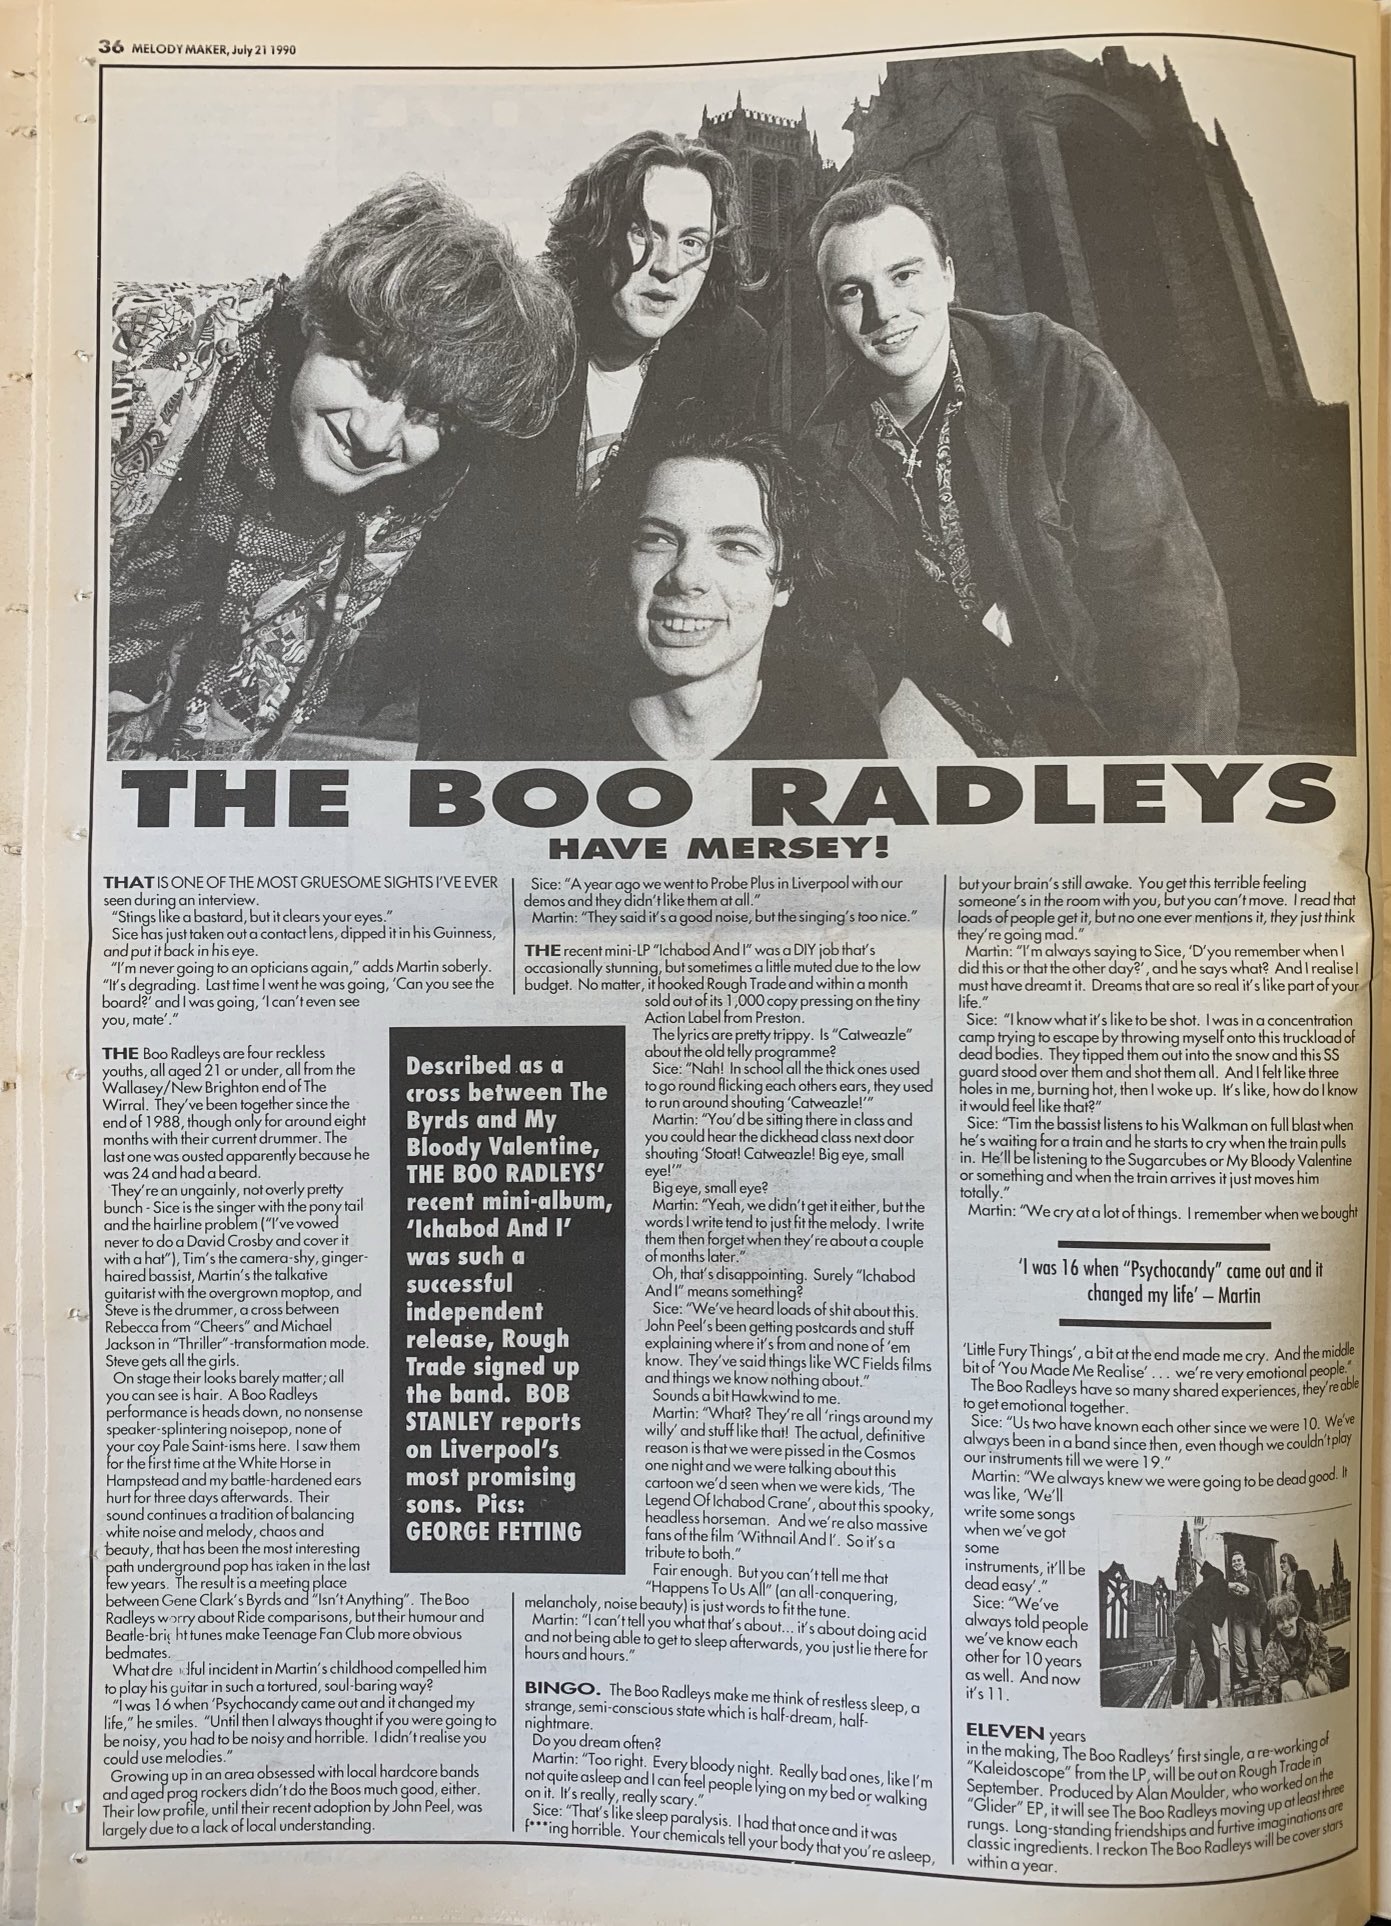 36 MELODY MAKER, July 21 1990
THE BOO RADLEYS
HAVE MERSEY!
THAT IS ONE OF THE MOST GRUESOME SIGHTS I'VE EVER
seen during an interview.
"Stings like a bastard, but it clears your eyes."
Sice has just taken out a contact lens, dipped it in his Guinness,
and put it back in his eye.
"I'm never going to an opticians again," adds Martin soberly.
"It's degrading. Last time I went he was going, 'Can you see the
board?' and I was going, 'I can't even see
you, mate'."
THE Boo Radleys are four reckless
youths, all aged 21 or under, all from the
Wallasey/New Brighton end of The
Wirral. They've been together since the
end of 1988, though only for around eight
months with their current drummer. The
last one was ousted apparently because he
was 24 and had a beard.
They're an ungainly, not overly pretty
bunch - Sice is the singer with the pony tail
and the hairline problem ("I've vowed
never to do a David Crosby and cover it
with a hat"), Tim's the camera-shy, ginger-
haired bassist, Martin's the talkative
guitarist with the overgrown moptop, and
Steve is the drummer, a cross between
Rebecca from "Cheers" and Michael
Jackson in "Thriller"-transformation mode.
Steve gets all the girls.
On stage their looks barely matter; all
you can see is hair. A Boo Radleys
performance is heads down, no nonsense
speaker-splintering noisepop, none of
your coy Pale Saint-isms here. I saw them
for the first time at the White Horse in
Hampstead and my battle-hardened ears
hurt for three days afterwards. Their
sound continues a tradition of balancing
white noise and melody, chaos and
beauty, that has been the most interesting
path underground pop has taken in the last
few years. The result is a meeting place
between Gene Clark's Byrds and "Isn't Anything". The Boo
Radleys worry about Ride comparisons, but their humour and
Beatle-bright tunes make Teenage Fan Club more obvious
bedmates.
What dreadful incident in Martin's childhood compelled him
to play his guitar in such a tortured, soul-baring way?
"I was 16 when 'Psychocandy came out and it changed my
life," he smiles. "Until then I always thought if you were going to
be noisy, you had to be noisy and horrible. I didn't realise you
could use melodies."
Growing up in an area obsessed with local hardcore bands
and aged prog rockers didn't do the Boos much good, either.
Their low profile, until their recent adoption by John Peel, was
largely due to a lack of local understanding.
Described as a
cross between The
Byrds and My
Bloody Valentine,
THE BOO RADLEYS'
recent mini-album,
'Ichabod And I'
was such a
successful
independent
release, Rough
Trade signed up
the band. BOB
STANLEY reports
on Liverpool's
most promising
sons. Pics:
GEORGE FETTING
Sice: "A year ago we went to Probe Plus in Liverpool with our
demos and they didn't like them at all."
Martin: "They said it's a good noise, but the singing's too nice."
THE recent mini-LP "Ichabod And I" was a DIY job that's
occasionally stunning, but sometimes a little muted due to the low
budget. No matter, it hooked Rough Trade and within a month
sold out of its 1,000 copy pressing on the tiny
Action Label from Preston.
The lyrics are pretty trippy. Is "Catweazle"
about the old telly programme?
Sice: "Nah! In school all the thick ones used
to go round flicking each others ears, they used
to run around shouting 'Catweazle!'"
Martin: "You'd be sitting there in class and
you could hear the dickhead class next door
shouting 'Stoat! Catweazle! Big eye, small
eye!'"
Big eye, small eye?
Martin: "Yeah, we didn't get it either, but the
words I write tend to just fit the melody. I write
them then forget when they're about a couple
of months later."
Oh, that's disappointing. Surely "Ichabod
And I" means something?
Sice: "We've heard loads of shit about this.
John Peel's been getting postcards and stuff
explaining where it's from and none of 'em
know. They've said things like WC Fields films
and things we know nothing about."
Sounds a bit Hawkwind to me.
Martin: "What? They're all 'rings around my
willy' and stuff like that! The actual, definitive
reason is that we were pissed in the Cosmos
one night and we were talking about this
cartoon we'd seen when we were kids, 'The
Legend Of Ichabod Crane', about this spooky,
headless horseman. And we're also massive
fans of the film 'Withnail And I'. So it's a
tribute to both."
Fair enough. But you can't tell me that
"Happens To Us All" (an all-conquering,
melancholy, noise beauty) is just words to fit the tune.
Martin: "I can't tell you what that's about... it's about doing acid
and not being able to get to sleep afterwards, you just lie there for
hours and hours."
BINGO. The Boo Radleys make me think of restless sleep, a
strange, semi-conscious state which is half-dream, half-
nightmare.
Do you dream often?
Martin: "Too right. Every bloody night. Really bad ones, like I'm
not quite asleep and I can feel people lying on my bed or walking
on it. It's really, really scary."
Sice: "That's like sleep paralysis. I had that once and it was
f***ing horrible. Your chemicals tell your body that you're asleep,
but your brain's still awake. You get this terrible feeling
someone's in the room with you, but you can't move. I read that
loads of people get it, but no one ever mentions it, they just think
they're going mad."
Martin: "I'm always saying to Sice, 'D'you remember when I
did this or that the other day?', and he says what? And I realise I
must have dreamt it. Dreams that are so real it's like part of your
life."
Sice: "I know what it's like to be shot. I was in a concentration
camp trying to escape by throwing myself onto this truckload of
dead bodies. They tipped them out into the snow and this SS
guard stood over them and shot them all. And I felt like three
holes in me, burning hot, then I woke up. It's like, how do I know
it would feel like that?"
Sice: "Tim the bassist listens to his Walkman on full blast when
he's waiting for a train and he starts to cry when the train pulls
in. He'll be listening to the Sugarcubes or My Bloody Valentine
or something and when the train arrives it just moves him
totally."
Martin: "We cry at a lot of things. I remember when we bought
'I was 16 when "Psychocandy" came out and it
changed my life' – Martin
'Little Fury Things', a bit at the end made me cry. And the middle
bit of 'You Made Me Realise' . . . we're very emotional people."
The Boo Radleys have so many shared experiences, they're able
to get emotional together.
Sice: "Us two have known each other since we were 10. We've
always been in a band since then, even though we couldn't play
our instruments till we were 19."
Martin: "We always knew we were going to be dead good. It
was like, 'We'll
write some songs
when we've got
some
instruments, it'll be
dead easy'."
Sice: "We've
always told people
we've know each
other for 10 years
as well. And now
it's 11.
ELEVEN years
in the making, The Boo Radleys' first single, a re-working of
"Kaleidoscope" from the LP, will be out on Rough Trade in
September. Produced by Alan Moulder, who worked on the
"Glider" EP, it will see The Boo Radleys moving up at least three
rungs. Long-standing friendships and furtive imaginations are
classic ingredients. I reckon The Boo Radleys will be cover stars
within a year.